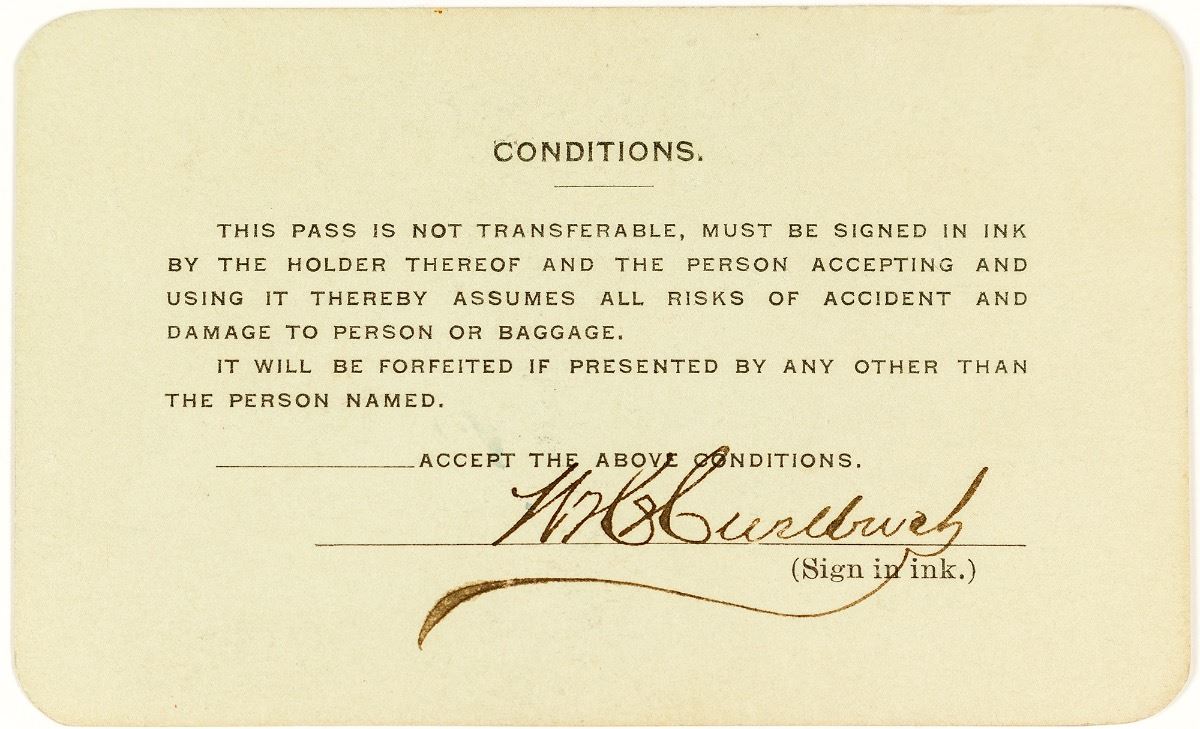 CONDITIONS.
THIS PASS IS NOT TRANSFERABLE, MUST BE SIGNED IN INK
BY THE HOLDER THEREOF AND THE PERSON ACCEPTING AND
USING IT THEREBY ASSUMES ALL RISKS OF ACCIDENT AND
DAMAGE TO PERSON OR BAGGAGE.
IT WILL BE FORFEITED IF PRESENTED BY ANY OTHER THAN
THE PERSON NAMED.
ACCEPT THE ABOVE CONDITIONS.
(Sign in ink.)